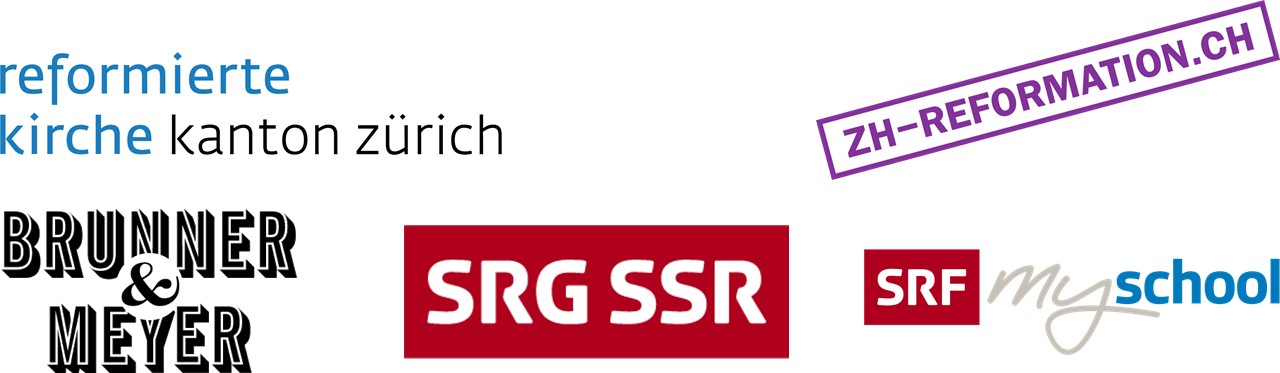 reformierte
kirche kanton zürich
ZH-REFORMATION.CH
BRUNNER
&
MEYER
SRG SSR
SRF myschool